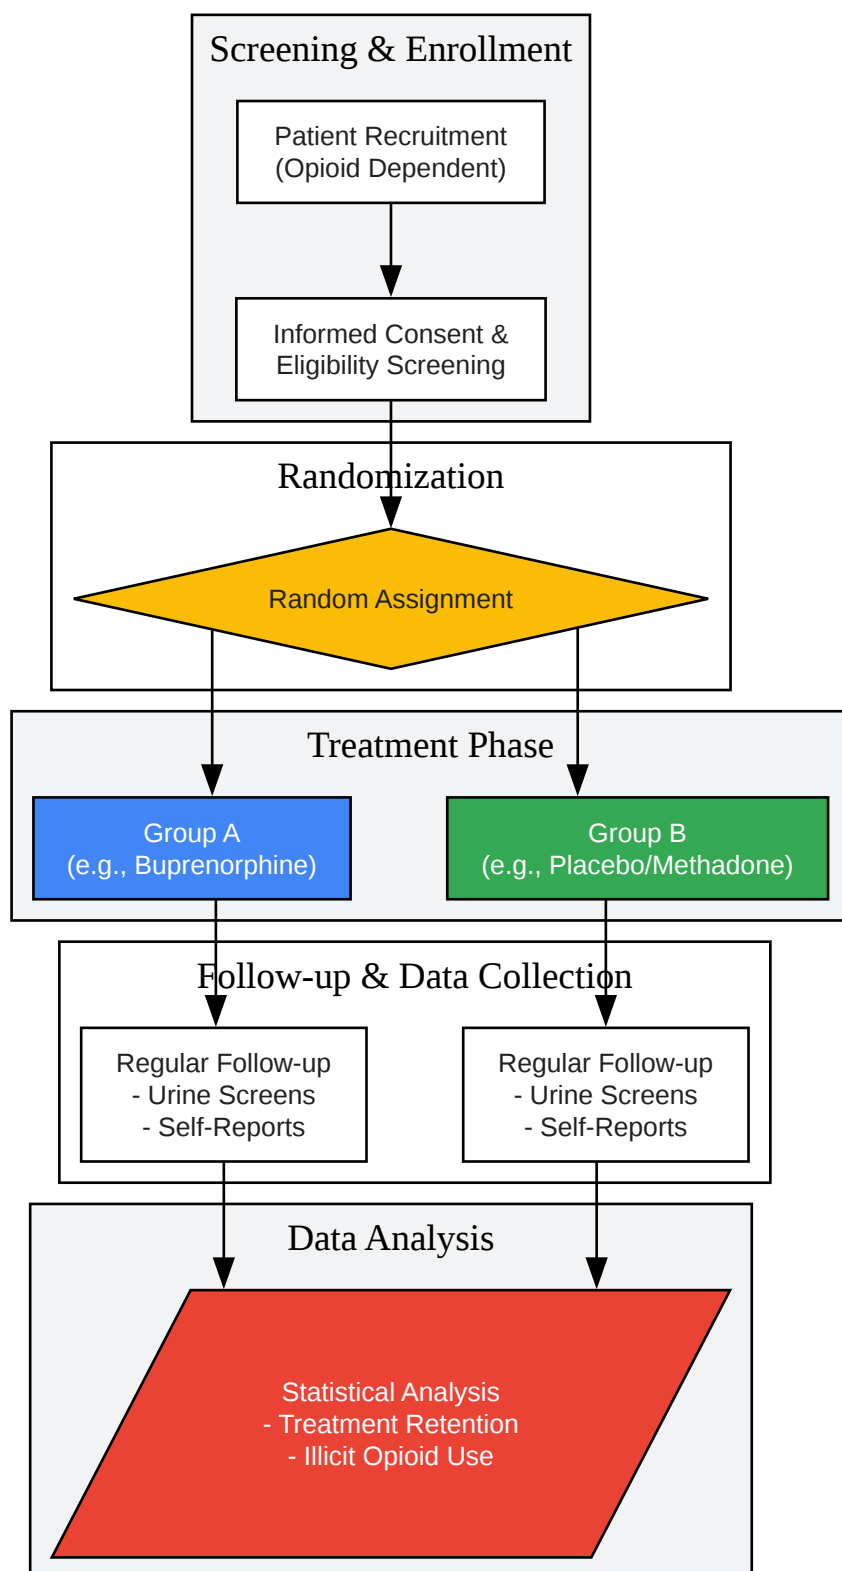 Screening & Enrollment
Patient Recruitment
(Opioid Dependent)
Informed Consent &
Eligibility Screening
Randomization
Random Assignment
Treatment Phase
Group A
(e.g., Buprenorphine)
Group B
(e.g., Placebo/Methadone)
Follow-up & Data Collection
Regular Follow-up
- Urine Screens
- Self-Reports
Regular Follow-up
- Urine Screens
- Self-Reports
Data Analysis
Statistical Analysis
- Treatment Retention
- Illicit Opioid Use